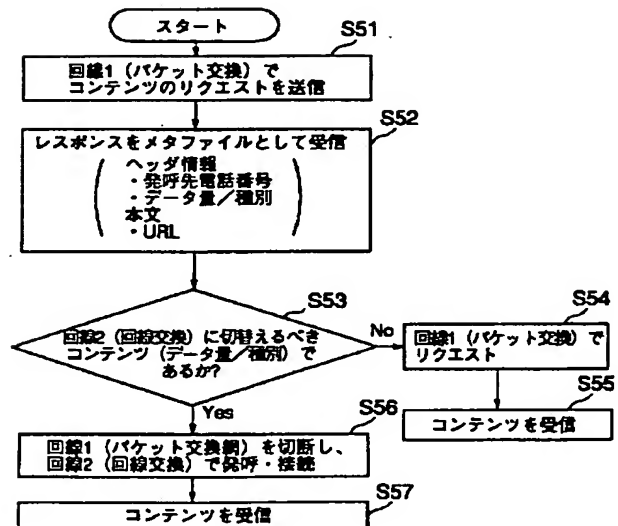 スタート
S51
回線1（パケット交換）で
コンテンツのリクエストを送信
S52
レスポンスをメタファイルとして受信
ヘッダ情報
・発呼先電話番号
・データ量／種別
本文
・URL
S53
回線2（回線交換）に切替えるべき
コンテンツ（データ量／種別）で
あるか?
No
S54
回線1（パケット交換）で
リクエスト
S55
コンテンツを受信
Yes
S56
回線1（パケット交換網）を切断し、
回線2（回線交換）で発呼・接続
S57
コンテンツを受信